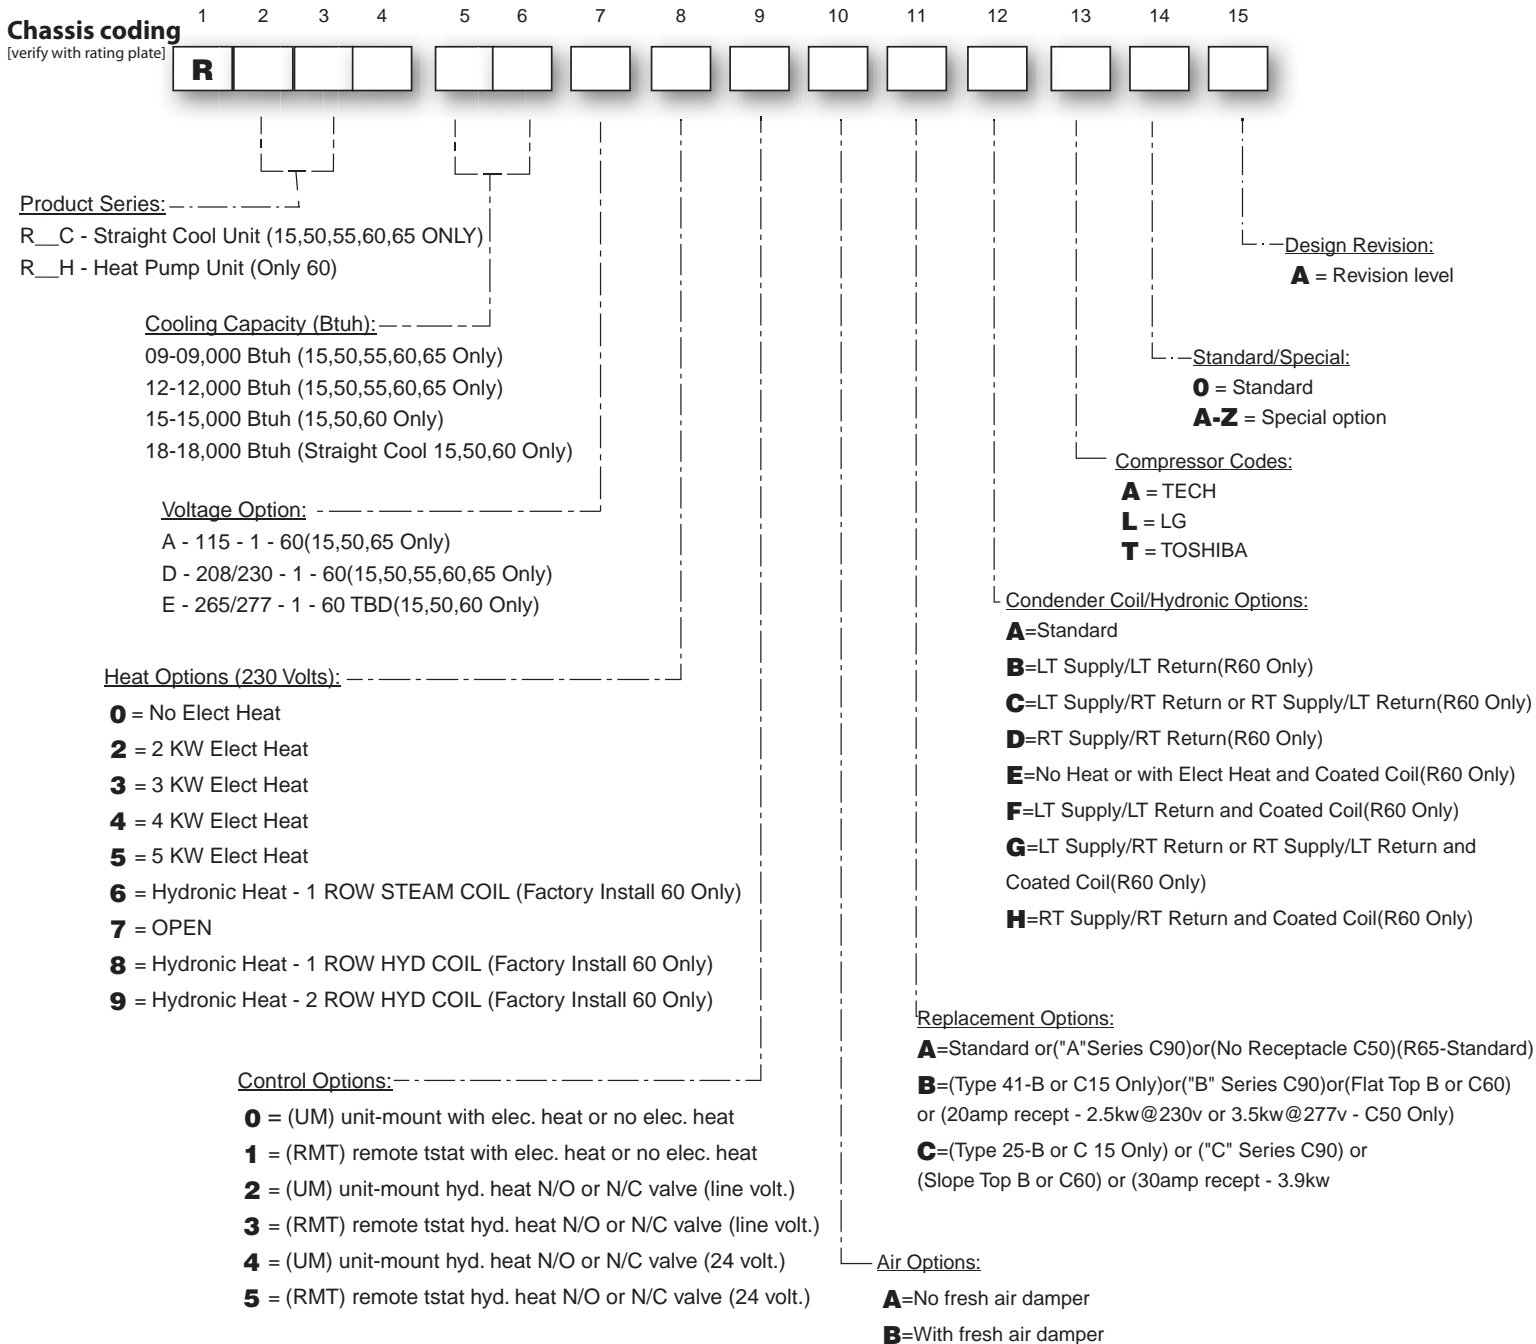 Chassis coding
[verify with rating plate]
1 2 3 4 5 6 7 8 9 10 11 12 13 14 15
R
Product Series:
R__C - Straight Cool Unit (15,50,55,60,65 ONLY)
R__H - Heat Pump Unit (Only 60)
Cooling Capacity (Btuh):
09-09,000 Btuh (15,50,55,60,65 Only)
12-12,000 Btuh (15,50,55,60,65 Only)
15-15,000 Btuh (15,50,60 Only)
18-18,000 Btuh (Straight Cool 15,50,60 Only)
Voltage Option:
A - 115 - 1 - 60(15,50,65 Only)
D - 208/230 - 1 - 60(15,50,55,60,65 Only)
E - 265/277 - 1 - 60 TBD(15,50,60 Only)
Heat Options (230 Volts):
0 = No Elect Heat
2 = 2 KW Elect Heat
3 = 3 KW Elect Heat
4 = 4 KW Elect Heat
5 = 5 KW Elect Heat
6 = Hydronic Heat - 1 ROW STEAM COIL (Factory Install 60 Only)
7 = OPEN
8 = Hydronic Heat - 1 ROW HYD COIL (Factory Install 60 Only)
9 = Hydronic Heat - 2 ROW HYD COIL (Factory Install 60 Only)
Control Options:
0 = (UM) unit-mount with elec. heat or no elec. heat
1 = (RMT) remote tstat with elec. heat or no elec. heat
2 = (UM) unit-mount hyd. heat N/O or N/C valve (line volt.)
3 = (RMT) remote tstat hyd. heat N/O or N/C valve (line volt.)
4 = (UM) unit-mount hyd. heat N/O or N/C valve (24 volt.)
5 = (RMT) remote tstat hyd. heat N/O or N/C valve (24 volt.)
Design Revision:
A = Revision level
Standard/Special:
0 = Standard
A-Z = Special option
Compressor Codes:
A = TECH
L = LG
T = TOSHIBA
Condender Coil/Hydronic Options:
A=Standard
B=LT Supply/LT Return(R60 Only)
C=LT Supply/RT Return or RT Supply/LT Return(R60 Only)
D=RT Supply/RT Return(R60 Only)
E=No Heat or with Elect Heat and Coated Coil(R60 Only)
F=LT Supply/LT Return and Coated Coil(R60 Only)
G=LT Supply/RT Return or RT Supply/LT Return and
Coated Coil(R60 Only)
H=RT Supply/RT Return and Coated Coil(R60 Only)
Replacement Options:
A=Standard or("A"Series C90)or(No Receptacle C50)(R65-Standard)
B=(Type 41-B or C15 Only)or("B" Series C90)or(Flat Top B or C60)
or (20amp recept - 2.5kw@230v or 3.5kw@277v - C50 Only)
C=(Type 25-B or C 15 Only) or ("C" Series C90) or
(Slope Top B or C60) or (30amp recept - 3.9kw
Air Options:
A=No fresh air damper
B=With fresh air damper